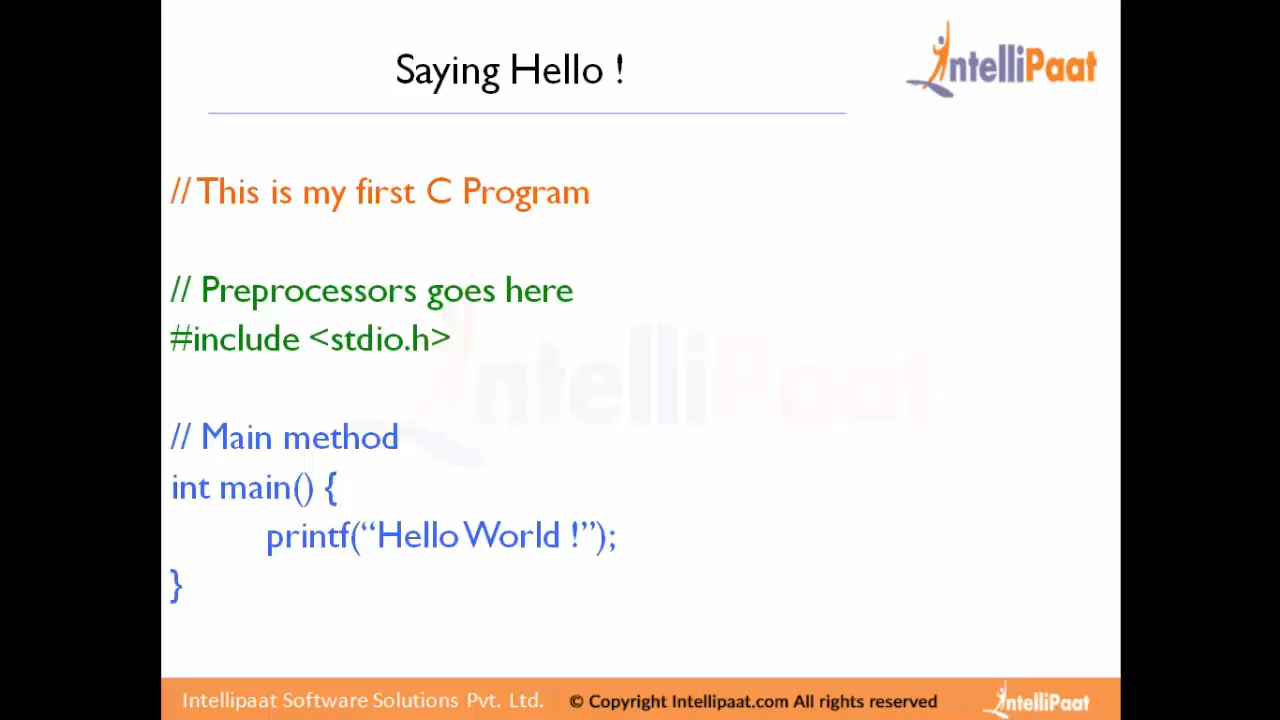 Saying Hello !
IntelliPaat
// This is my first C Program
// Preprocessors goes here
#include <stdio.h>
IntelliPaat
// Main method
int main() {
printf(“Hello World !”);
}
Intellipaat Software Solutions Pvt. Ltd.
© Copyright Intellipaat.com All rights reserved
IntelliPaat